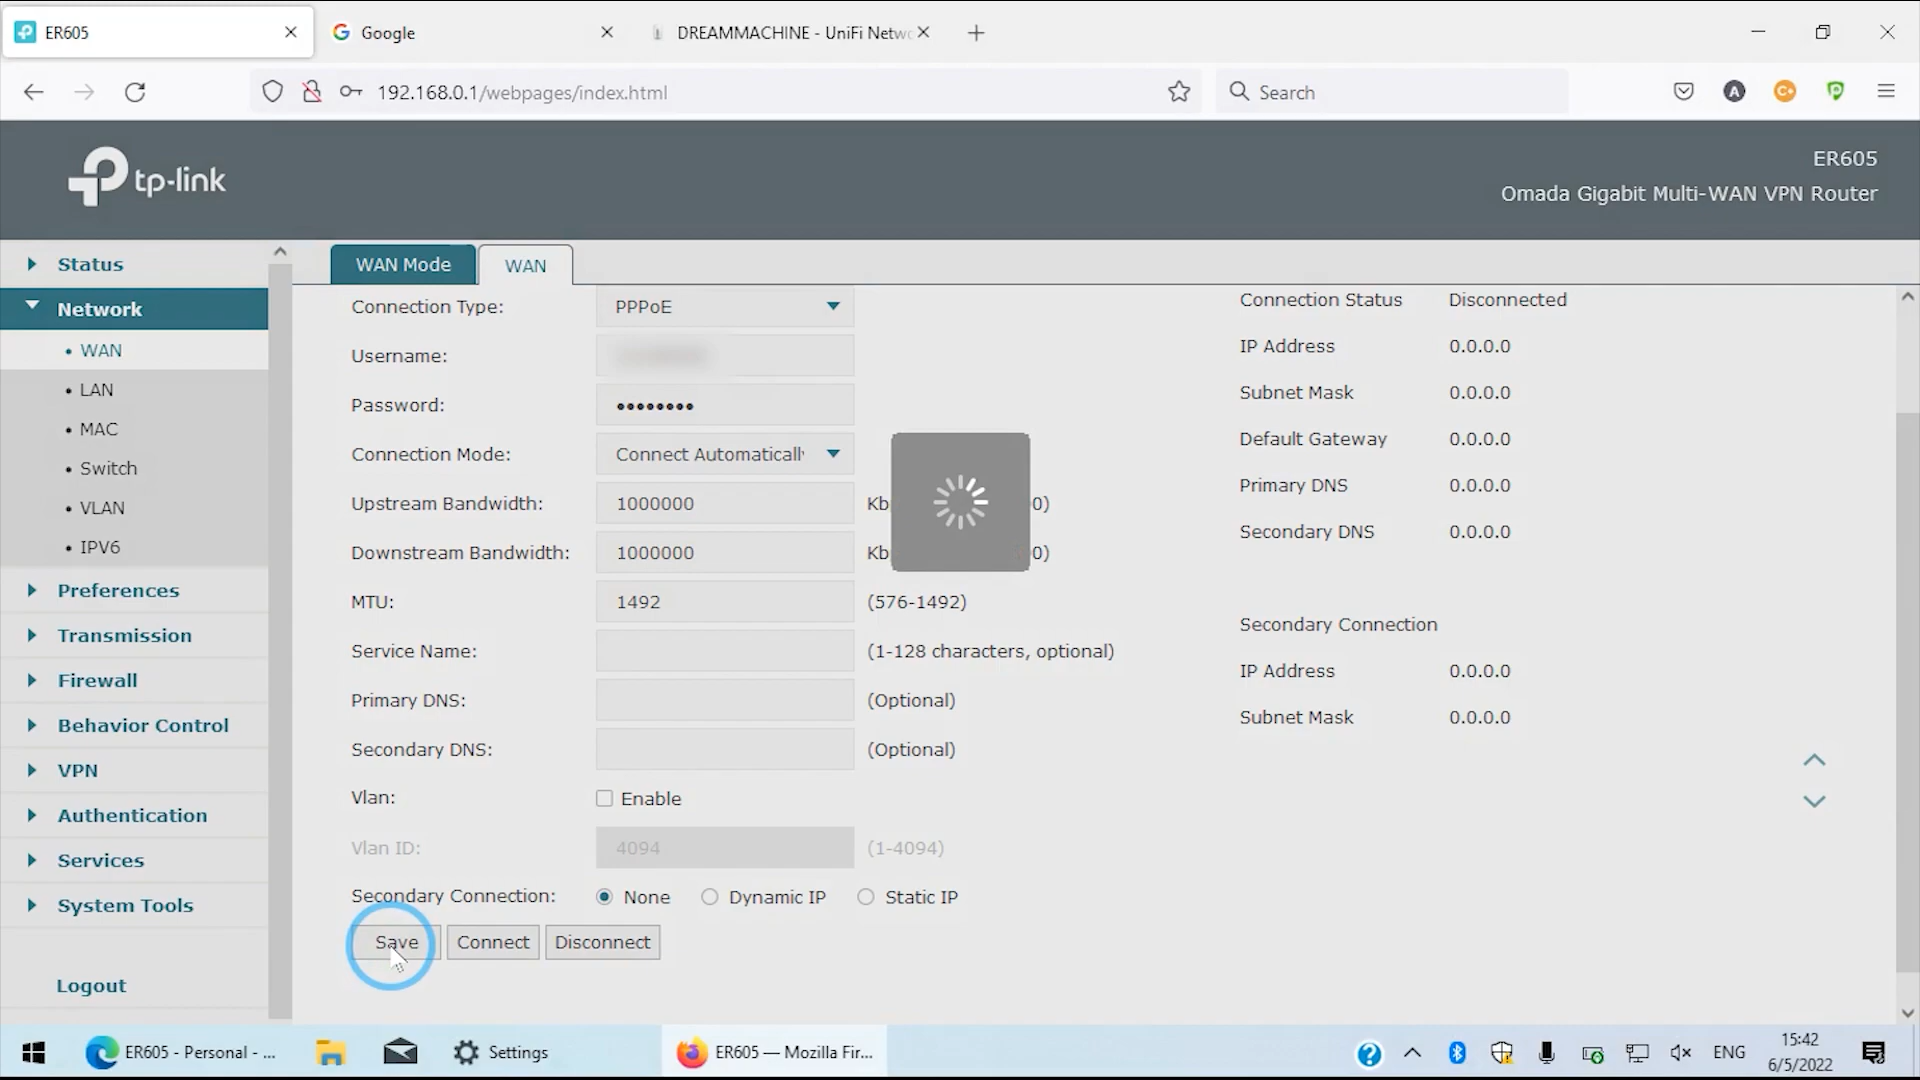 ER605
Google
DREAMMACHINE - UniFi Netw
192.168.0.1/webpages/index.html
Search
A
C+
tp-link
ER605
Omada Gigabit Multi-WAN VPN Router
Status
Network
WAN
LAN
MAC
Switch
VLAN
IPV6
Preferences
Transmission
Firewall
Behavior Control
VPN
Authentication
Services
System Tools
Logout
WAN Mode
WAN
Connection Type: PPPoE
Username:
Password: ••••••••
Connection Mode: Connect Automatically
Upstream Bandwidth: 1000000 Kb 0)
Downstream Bandwidth: 1000000 Kb 0)
MTU: 1492 (576-1492)
Service Name: (1-128 characters, optional)
Primary DNS: (Optional)
Secondary DNS: (Optional)
Vlan: Enable
Vlan ID: 4094 (1-4094)
Secondary Connection: None Dynamic IP Static IP
Save Connect Disconnect
Connection Status Disconnected
IP Address 0.0.0.0
Subnet Mask 0.0.0.0
Default Gateway 0.0.0.0
Primary DNS 0.0.0.0
Secondary DNS 0.0.0.0
Secondary Connection
IP Address 0.0.0.0
Subnet Mask 0.0.0.0
ER605 - Personal - ...
Settings
ER605 — Mozilla Fir...
ENG
15:42
6/5/2022